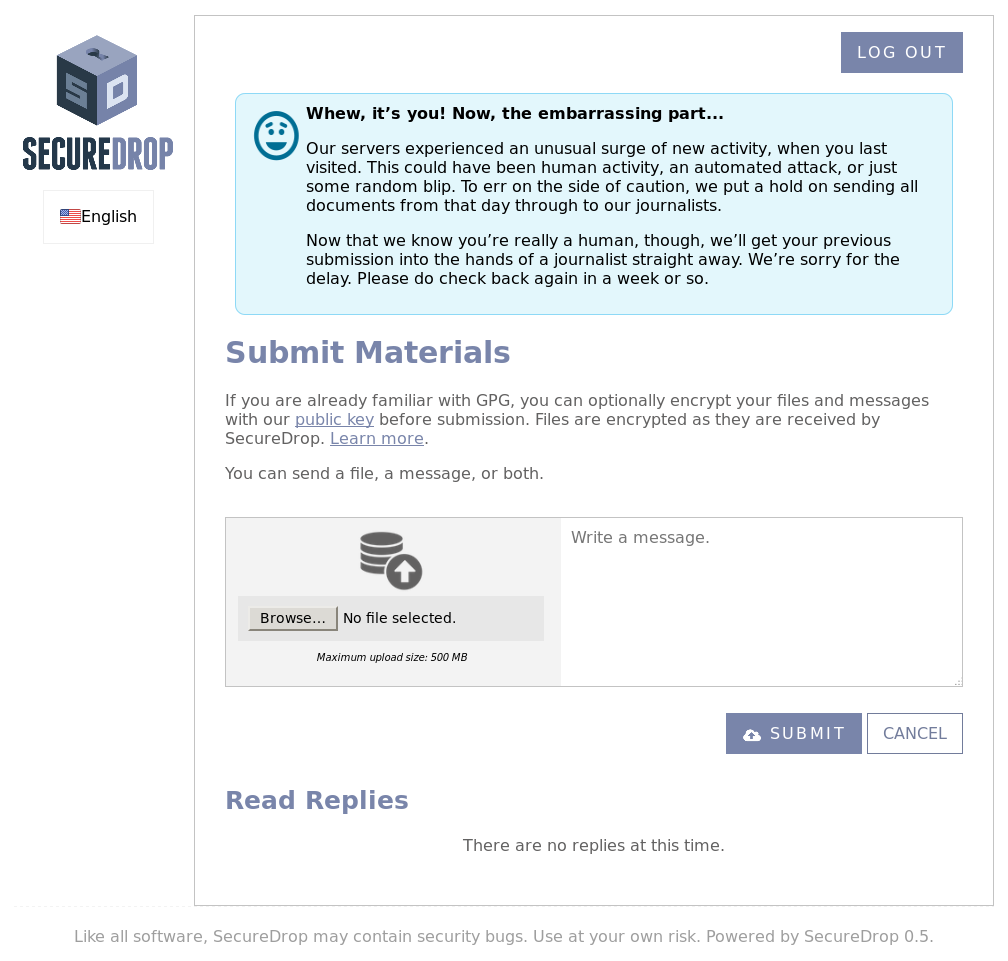 LOG OUT
SECUREDROP
English
Whew, it’s you! Now, the embarrassing part...
Our servers experienced an unusual surge of new activity, when you last
visited. This could have been human activity, an automated attack, or just
some random blip. To err on the side of caution, we put a hold on sending all
documents from that day through to our journalists.
Now that we know you’re really a human, though, we’ll get your previous
submission into the hands of a journalist straight away. We’re sorry for the
delay. Please do check back again in a week or so.
Submit Materials
If you are already familiar with GPG, you can optionally encrypt your files and messages
with our public key before submission. Files are encrypted as they are received by
SecureDrop. Learn more.
You can send a file, a message, or both.
Write a message.
Browse... No file selected.
Maximum upload size: 500 MB
SUBMIT CANCEL
Read Replies
There are no replies at this time.
Like all software, SecureDrop may contain security bugs. Use at your own risk. Powered by SecureDrop 0.5.